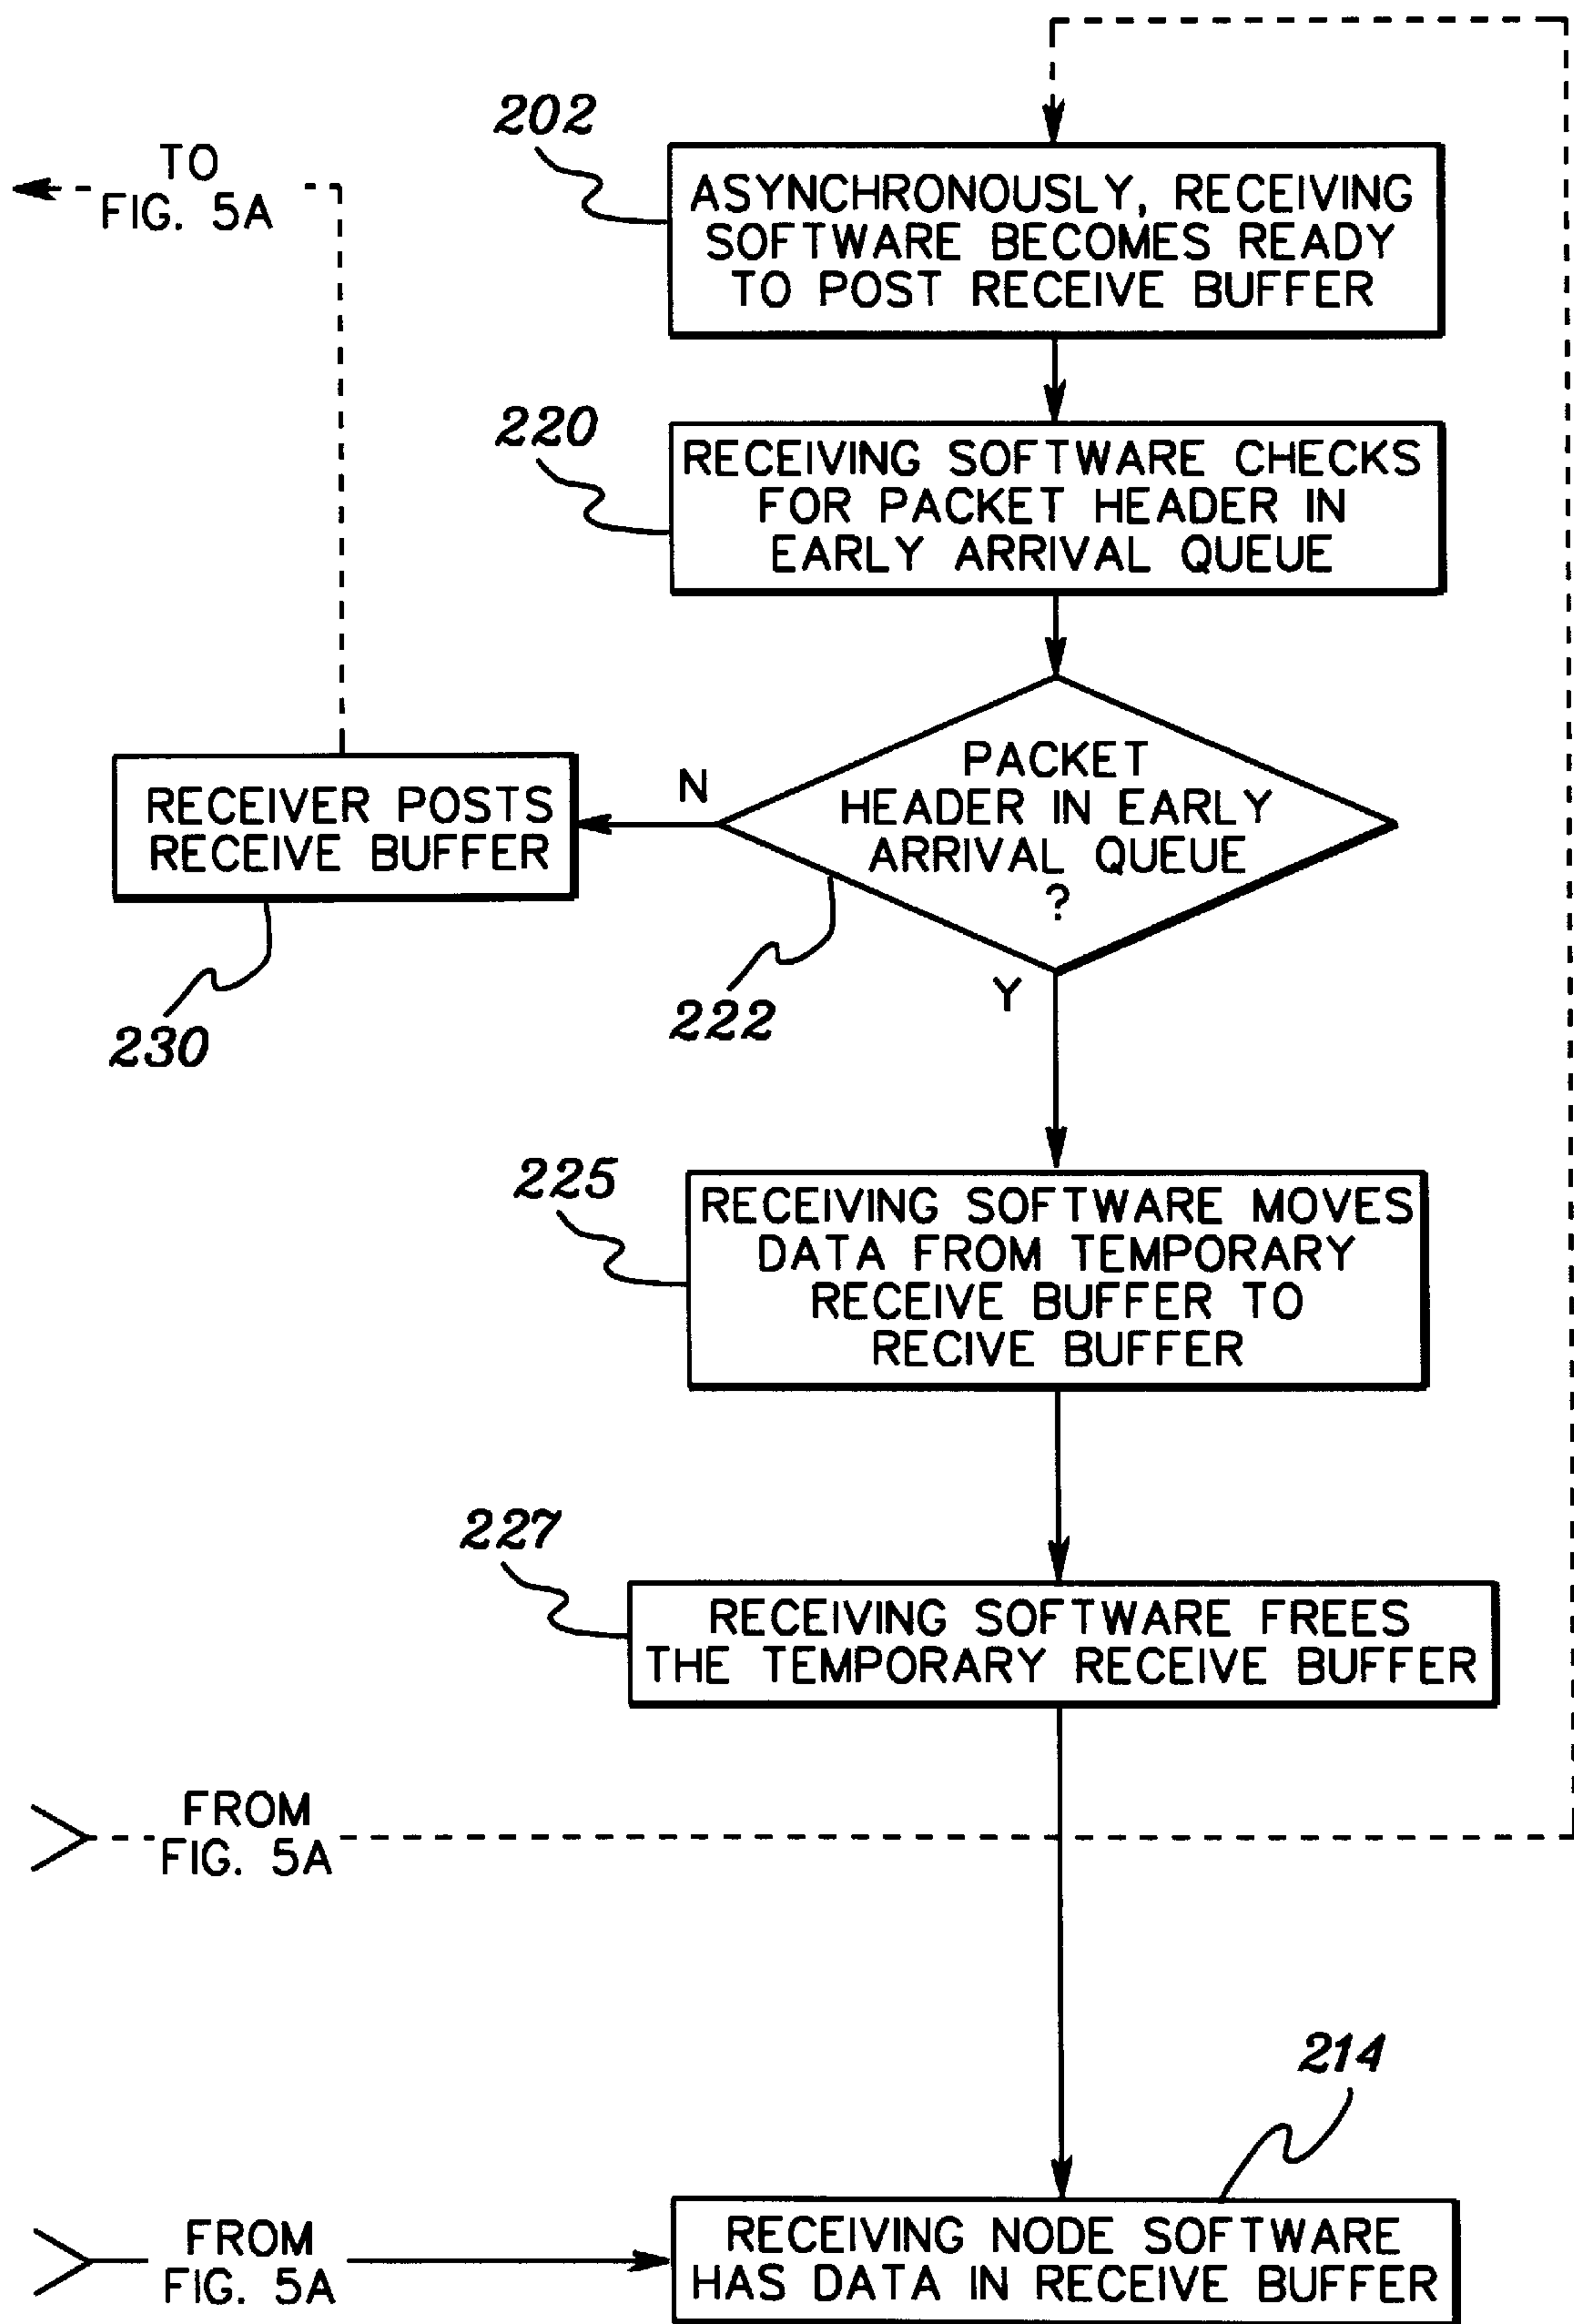 202
TO
FIG. 5A
ASYNCHRONOUSLY, RECEIVING
SOFTWARE BECOMES READY
TO POST RECEIVE BUFFER
220
RECEIVING SOFTWARE CHECKS
FOR PACKET HEADER IN
EARLY ARRIVAL QUEUE
PACKET
HEADER IN EARLY
ARRIVAL QUEUE
?
N
RECEIVER POSTS
RECEIVE BUFFER
230
222
Y
225
RECEIVING SOFTWARE MOVES
DATA FROM TEMPORARY
RECEIVE BUFFER TO
RECIVE BUFFER
227
RECEIVING SOFTWARE FREES
THE TEMPORARY RECEIVE BUFFER
FROM
FIG. 5A
214
FROM
FIG. 5A
RECEIVING NODE SOFTWARE
HAS DATA IN RECEIVE BUFFER